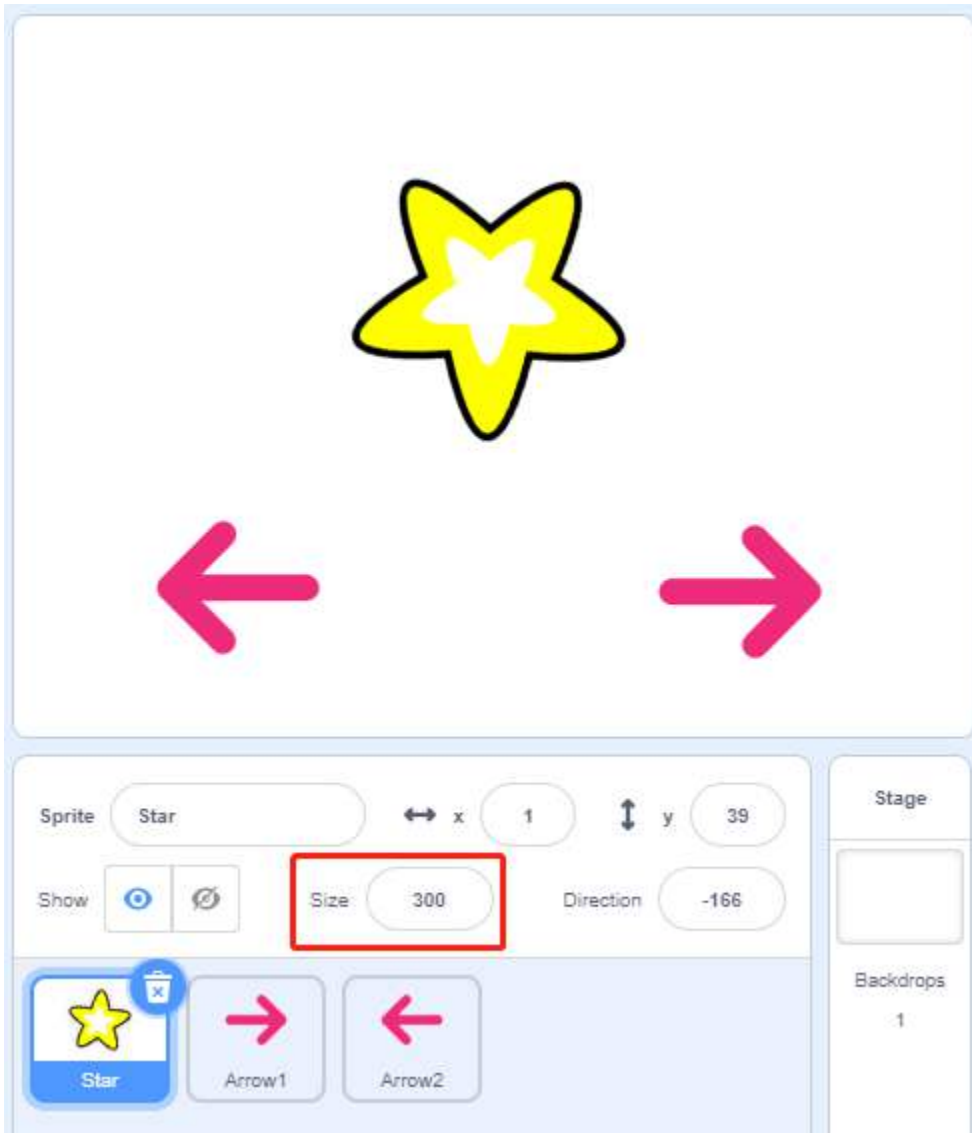 Sprite Star x 1 y 39
Show Size 300 Direction -166
Stage
Backdrops
1
Star Arrow1 Arrow2